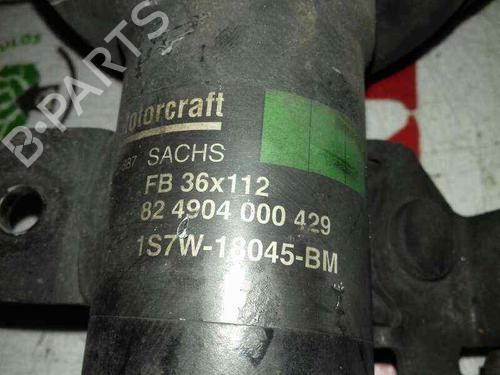 B-PARTS
Motorcraft
SACHS
FB 36x112
82 4904 000 429
1S7W-18045-BM